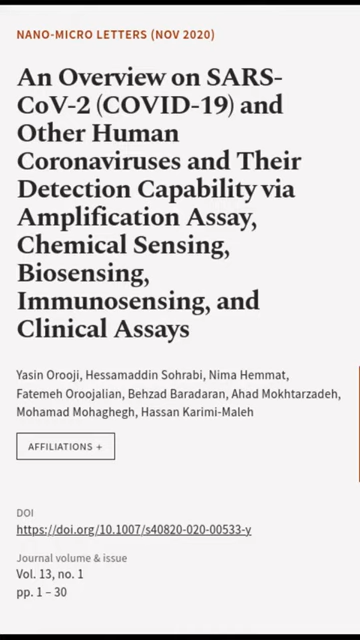 NANO-MICRO LETTERS (NOV 2020)
An Overview on SARS-
CoV-2 (COVID-19) and
Other Human
Coronaviruses and Their
Detection Capability via
Amplification Assay,
Chemical Sensing,
Biosensing,
Immunosensing, and
Clinical Assays
Yasin Orooji, Hessamaddin Sohrabi, Nima Hemmat,
Fatemeh Oroojalian, Behzad Baradaran, Ahad Mokhtarzadeh,
Mohamad Mohaghegh, Hassan Karimi-Maleh
AFFILIATIONS +
DOI
https://doi.org/10.1007/s40820-020-00533-y
Journal volume & issue
Vol. 13, no. 1
pp. 1 – 30